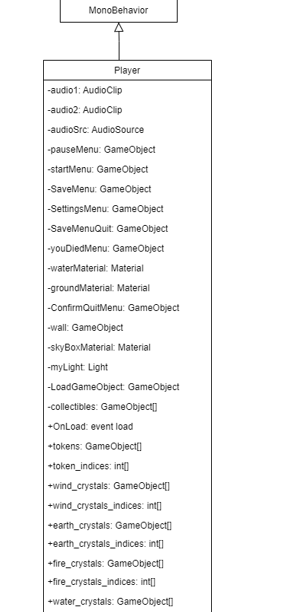 MonoBehavior
Player
-audio1: AudioClip
-audio2: AudioClip
-audioSrc: AudioSource
-pauseMenu: GameObject
-startMenu: GameObject
-SaveMenu: GameObject
-SettingsMenu: GameObject
-SaveMenuQuit: GameObject
-youDiedMenu: GameObject
-waterMaterial: Material
-groundMaterial: Material
-ConfirmQuitMenu: GameObject
-wall: GameObject
-skyBoxMaterial: Material
-myLight: Light
-LoadGameObject: GameObject
-collectibles: GameObject[]
+OnLoad: event load
+tokens: GameObject[]
+token_indices: int[]
+wind_crystals: GameObject[]
+wind_crystals_indices: int[]
+earth_crystals: GameObject[]
+earth_crystals_indices: int[]
+fire_crystals: GameObject[]
+fire_crystals_indices: int[]
+water_crystals: GameObject[]